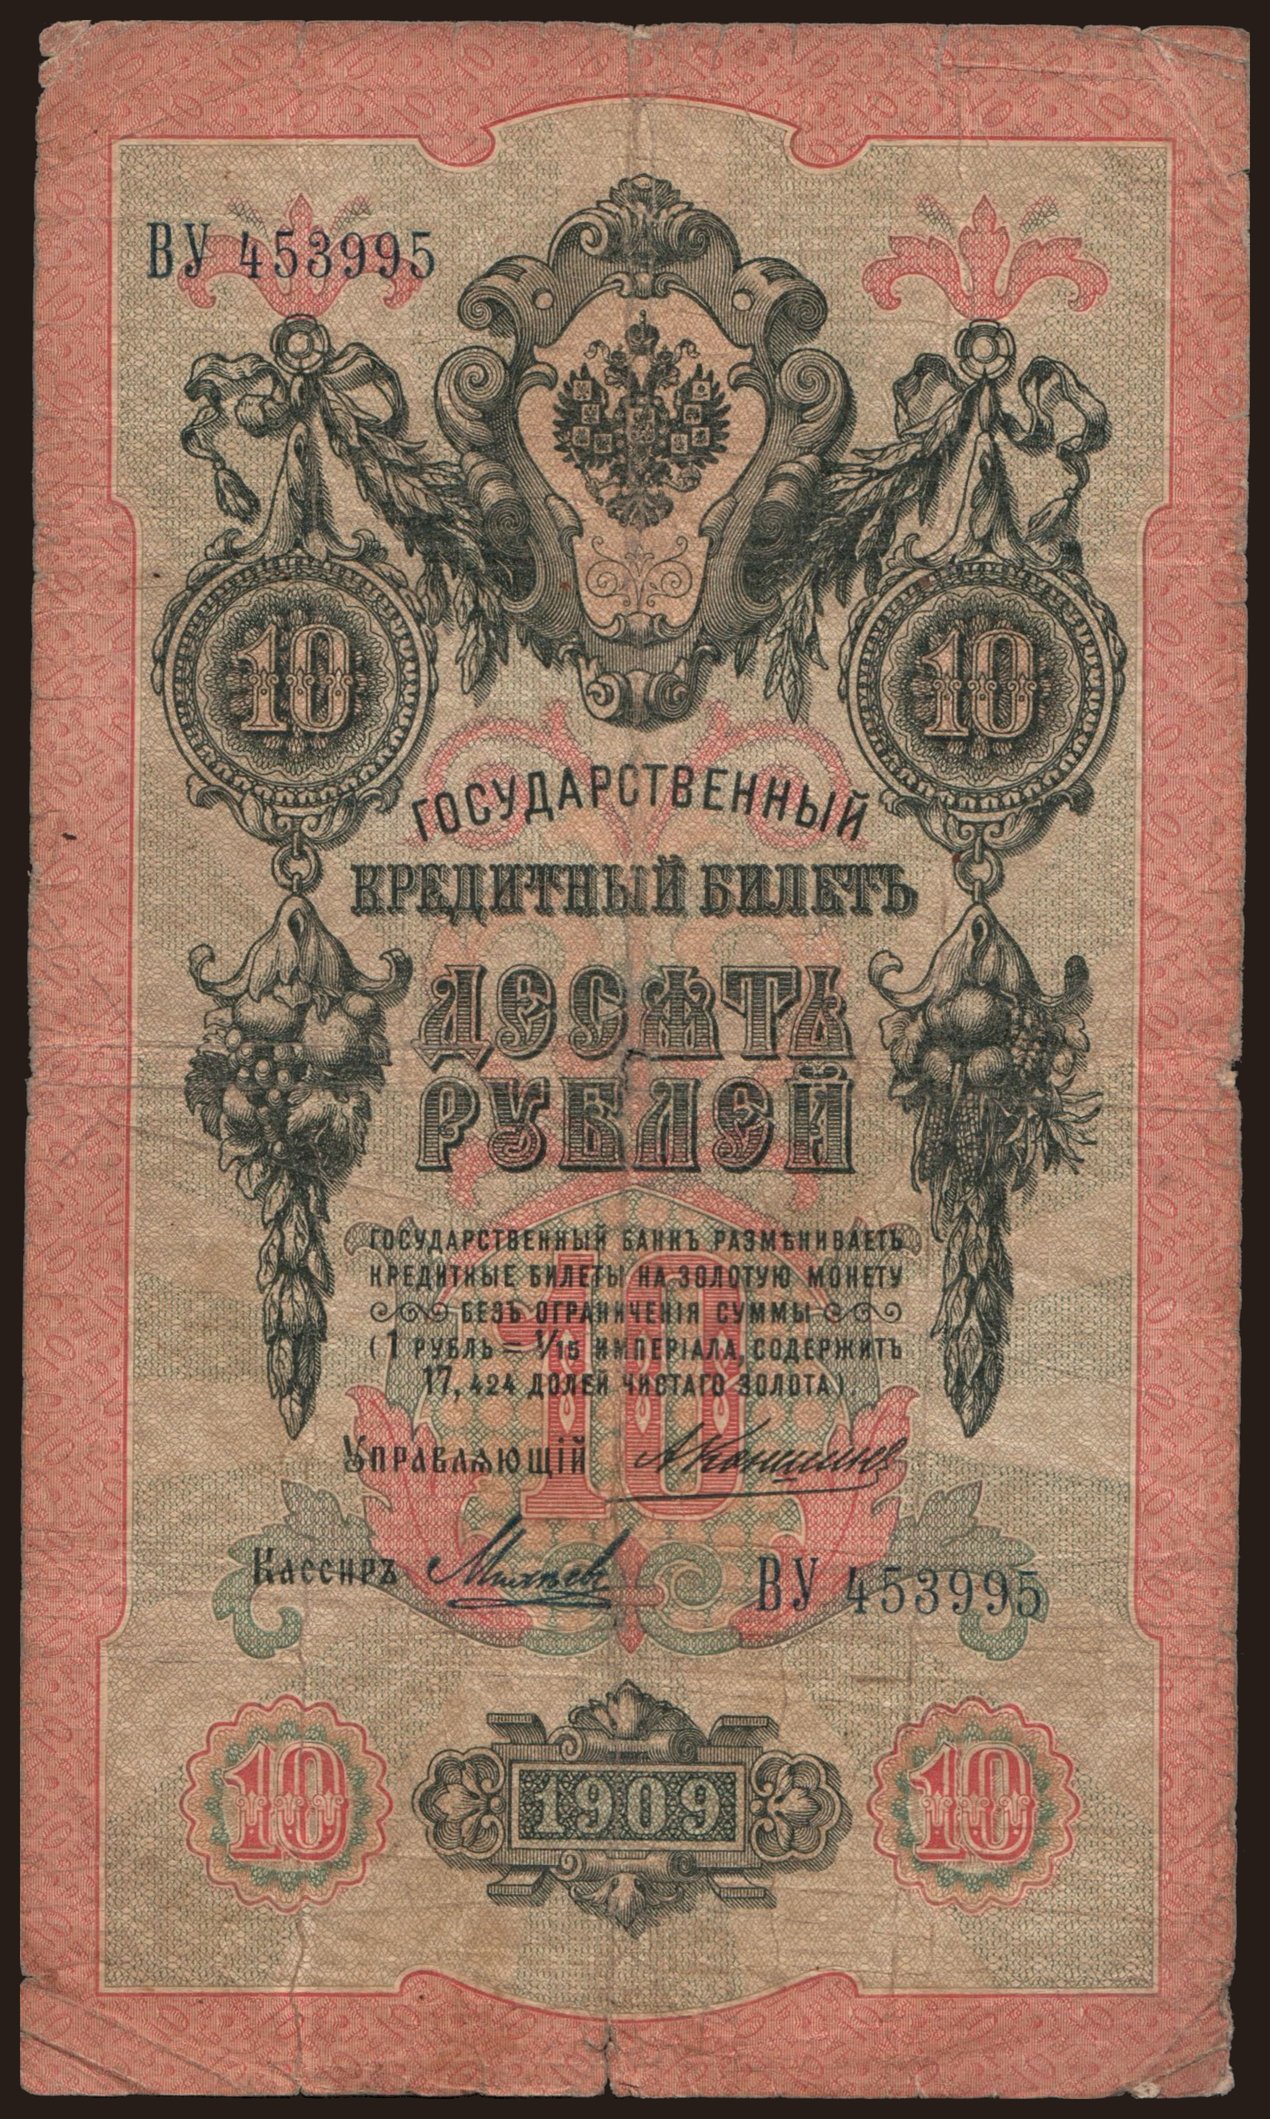 ВУ 453995
10 10
ГОСУДАРСТВЕННЫЙ
КРЕДИТНЫЙ БИЛЕТЪ
ДЕСЯТЬ
РУБЛЕЙ
ГОСУДАРСТВЕННЫЙ БАНКЪ РАЗМѢНИВАЕТЪ
КРЕДИТНЫЕ БИЛЕТЫ НА ЗОЛОТУЮ МОНЕТУ
БЕЗЪ ОГРАНИЧЕНІЯ СУММЫ
(1 РУБЛЬ = 1/15 ИМПЕРІАЛА, СОДЕРЖИТЪ
17,424 ДОЛЕЙ ЧИСТАГО ЗОЛОТА)
10
УПРАВЛЯЮЩІЙ
КАССИРЪ
ВУ 453995
10 1909 10